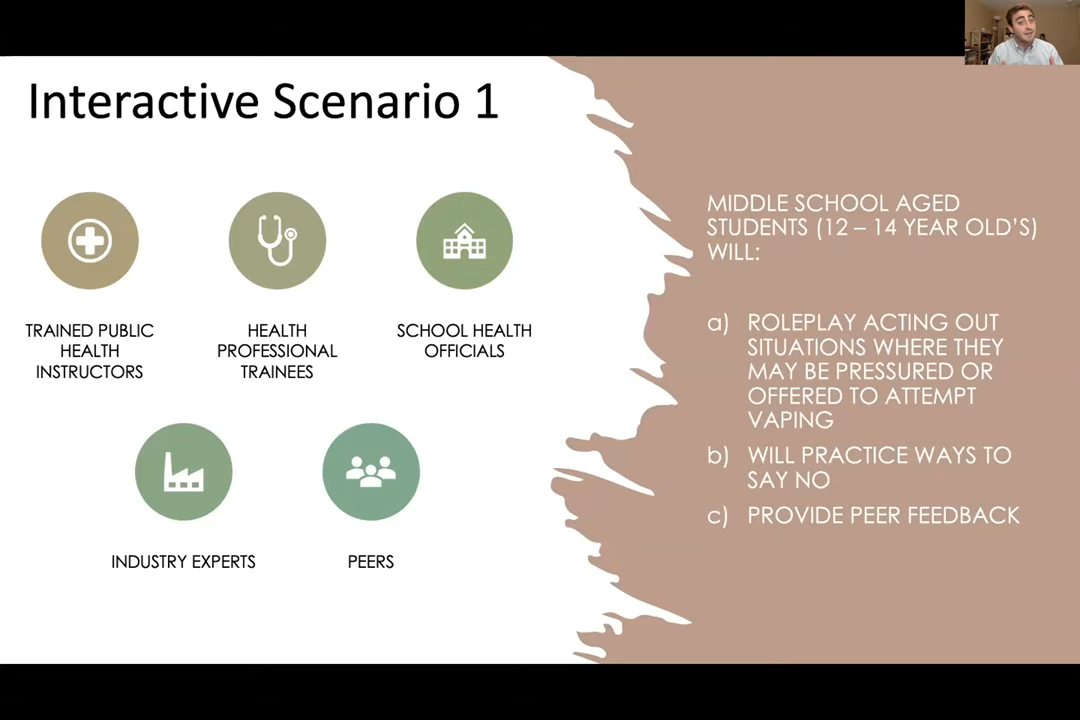 Interactive Scenario 1
TRAINED PUBLIC
HEALTH
INSTRUCTORS
HEALTH
PROFESSIONAL
TRAINEES
SCHOOL HEALTH
OFFICIALS
INDUSTRY EXPERTS
PEERS
MIDDLE SCHOOL AGED
STUDENTS (12 – 14 YEAR OLD'S)
WILL:
a) ROLEPLAY ACTING OUT
SITUATIONS WHERE THEY
MAY BE PRESSURED OR
OFFERED TO ATTEMPT
VAPING
b) WILL PRACTICE WAYS TO
SAY NO
c) PROVIDE PEER FEEDBACK